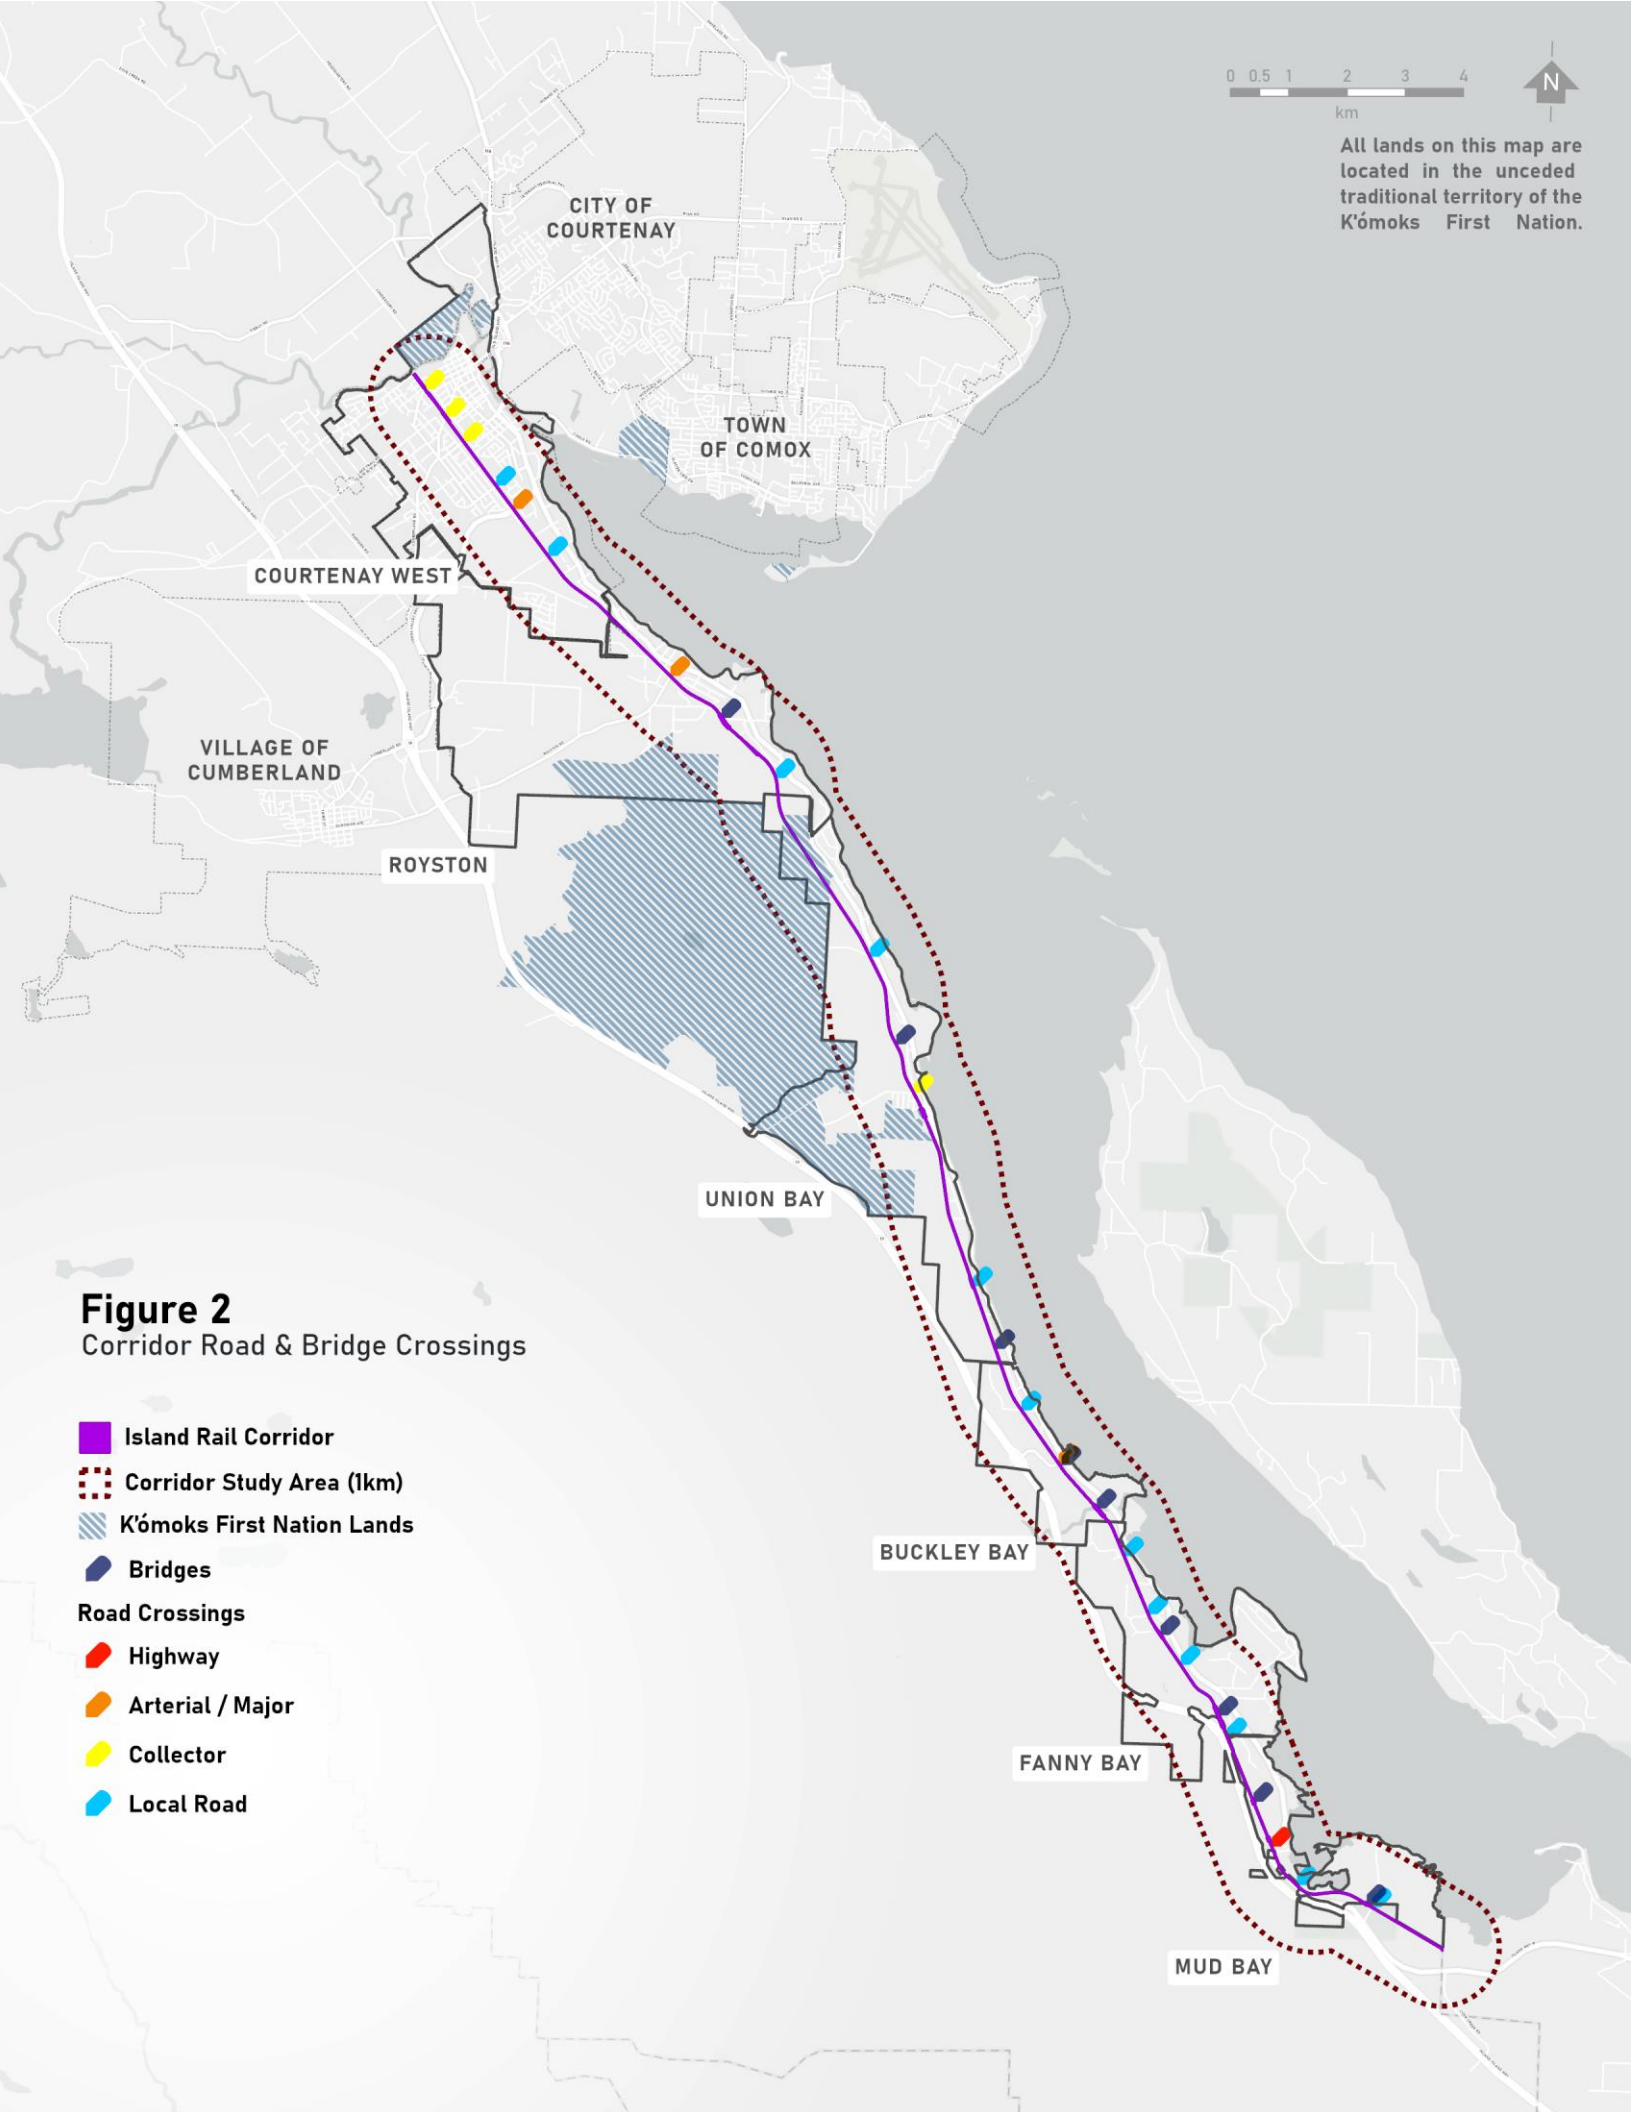 0 0.5 1 2 3 4
km
N
All lands on this map are
located in the unceded
traditional territory of the
K'ómoks First Nation.
CITY OF
COURTENAY
TOWN
OF COMOX
COURTENAY WEST
VILLAGE OF
CUMBERLAND
ROYSTON
UNION BAY
Figure 2
Corridor Road & Bridge Crossings
Island Rail Corridor
Corridor Study Area (1km)
K'ómoks First Nation Lands
Bridges
Road Crossings
Highway
Arterial / Major
Collector
Local Road
BUCKLEY BAY
FANNY BAY
MUD BAY